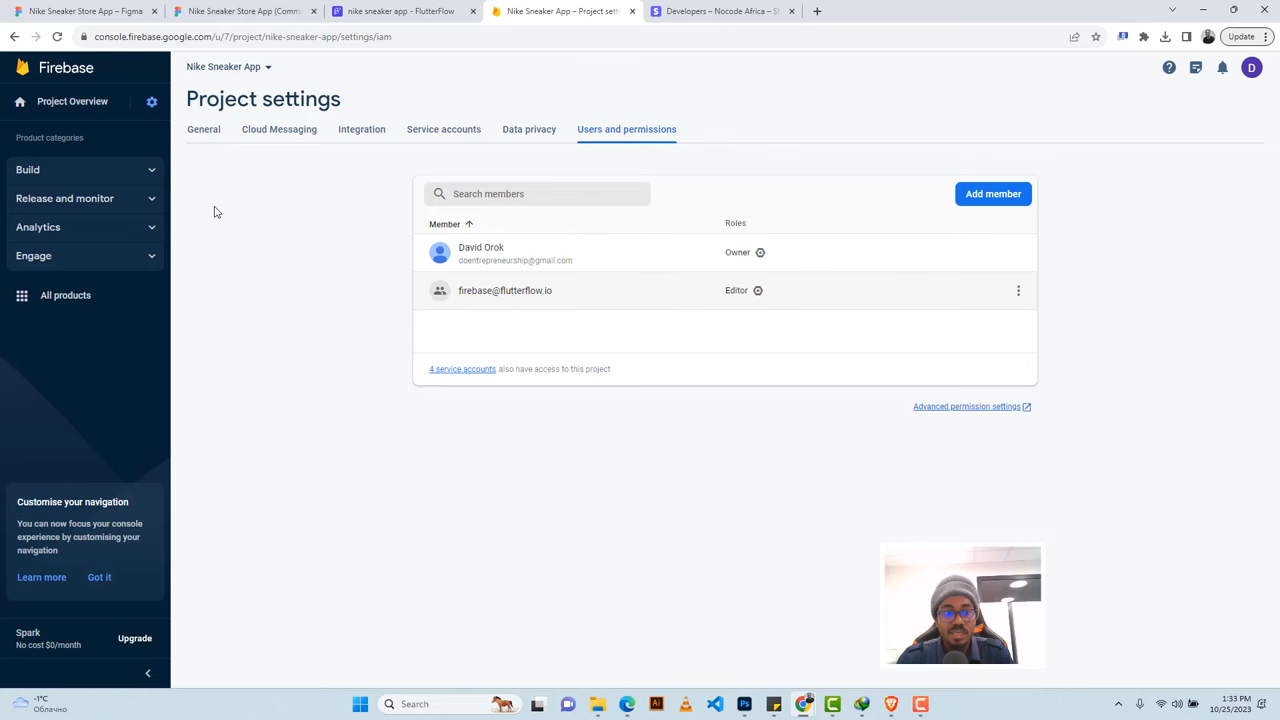 Nike Sneaker Store App – Figma
Nike Sneaker Store App (Comm
nike sneaker app - FlutterFlow
Nike Sneaker App – Project setti
Developers – Nocode Africa – St
console.firebase.google.com/u/7/project/nike-sneaker-app/settings/iam
Update
Firebase
Nike Sneaker App
D
Project Overview
Project settings
Product categories
General
Cloud Messaging
Integration
Service accounts
Data privacy
Users and permissions
Build
Release and monitor
Analytics
Engage
All products
Search members
Add member
Member
Roles
David Orok
doentrepreneurship@gmail.com
Owner
firebase@flutterflow.io
Editor
4 service accounts also have access to this project
Advanced permission settings
Customise your navigation
You can now focus your console
experience by customising your
navigation
Learn more
Got it
Spark
No cost $0/month
Upgrade
-1°C
Облачно
Search
1:33 PM
10/25/2023